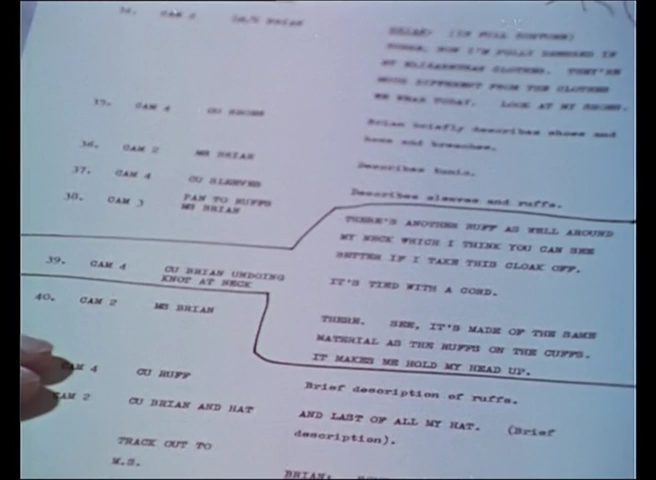 34. CAM 2
BRIAN: (IN FULL COSTUME)
THERE, NOW I'M FULLY DRESSED IN
MY ELIZABETHAN CLOTHES. THEY'RE
MUCH DIFFERENT FROM THE CLOTHES
WE WEAR TODAY. LOOK AT MY SHOES.
35. CAM 4 CU SHOES
Brian briefly describes shoes and
hose and breeches.
36. CAM 2 MS BRIAN
Describes tunic.
37. CAM 4 CU SLEEVES
Describes sleeves and ruffs.
38. CAM 3 PAN TO RUFFS
MS BRIAN
THERE'S ANOTHER RUFF AS WELL AROUND
MY NECK WHICH I THINK YOU CAN SEE
BETTER IF I TAKE THIS CLOAK OFF.
39. CAM 4 CU BRIAN UNDOING
KNOT AT NECK
IT'S TIED WITH A CORD.
40. CAM 2 MS BRIAN
THERE. SEE, IT'S MADE OF THE SAME
MATERIAL AS THE RUFFS ON THE CUFFS.
IT MAKES ME HOLD MY HEAD UP.
CAM 4 CU RUFF
Brief description of ruffs.
CAM 2 CU BRIAN AND HAT
AND LAST OF ALL MY HAT. (Brief
description).
TRACK OUT TO
M.S.
BRIAN: